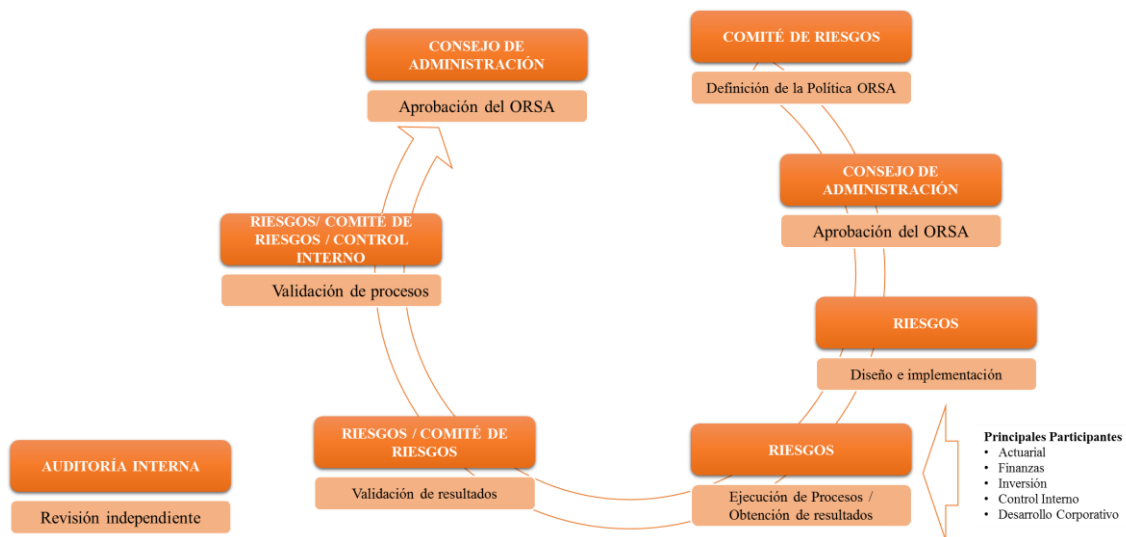 COMITÉ DE RIESGOS
Definición de la Política ORSA
CONSEJO DE
ADMINISTRACIÓN
Aprobación del ORSA
RIESGOS
Diseño e implementación
RIESGOS
Ejecución de Procesos /
Obtención de resultados
Principales Participantes
• Actuarial
• Finanzas
• Inversión
• Control Interno
• Desarrollo Corporativo
RIESGOS / COMITÉ DE
RIESGOS
Validación de resultados
RIESGOS/ COMITÉ DE
RIESGOS / CONTROL
INTERNO
Validación de procesos
CONSEJO DE
ADMINISTRACIÓN
Aprobación del ORSA
AUDITORÍA INTERNA
Revisión independiente